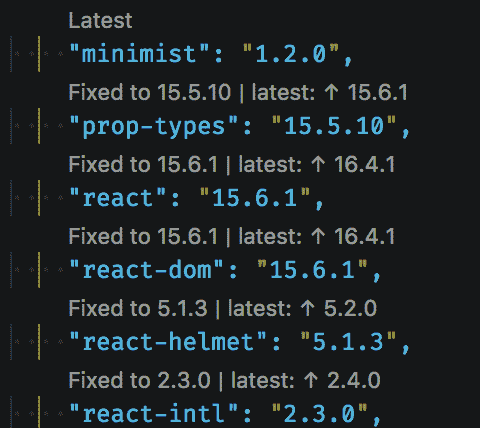 Latest
"minimist": "1.2.0",
Fixed to 15.5.10 | latest: ↑ 15.6.1
"prop-types": "15.5.10",
Fixed to 15.6.1 | latest: ↑ 16.4.1
"react": "15.6.1",
Fixed to 15.6.1 | latest: ↑ 16.4.1
"react-dom": "15.6.1",
Fixed to 5.1.3 | latest: ↑ 5.2.0
"react-helmet": "5.1.3",
Fixed to 2.3.0 | latest: ↑ 2.4.0
"react-intl": "2.3.0",